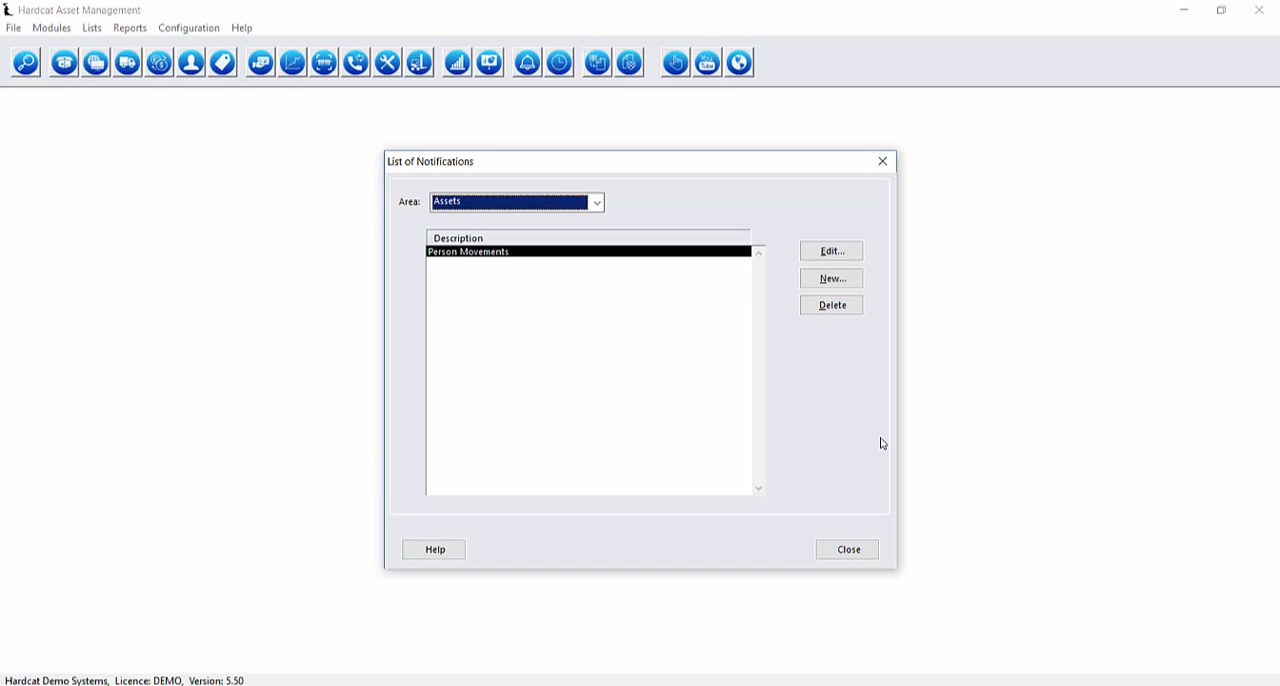 Hardcat Asset Management
File Modules Lists Reports Configuration Help
List of Notifications
Area: Assets
Description
Person Movements
Edit...
New...
Delete
Help Close
Hardcat Demo Systems, Licence: DEMO, Version: 5.50